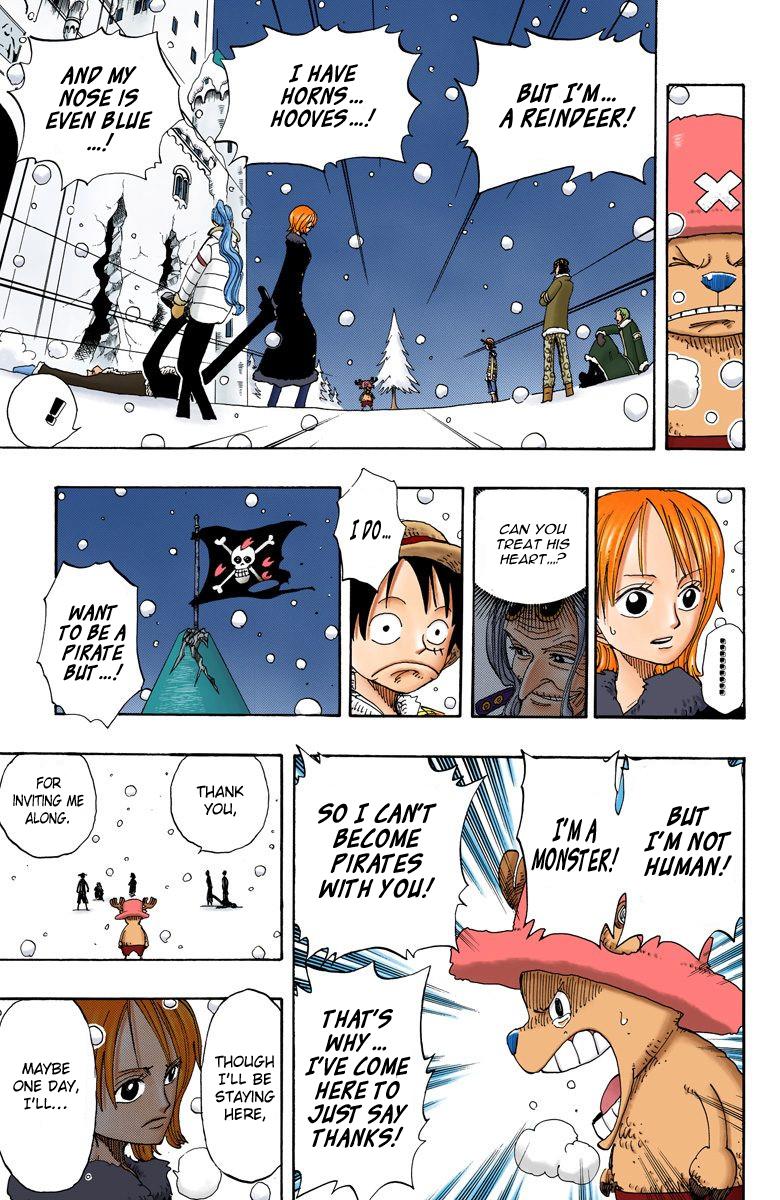 BUT I'M...
A REINDEER!
I HAVE
HORNS...
HOOVES...!
AND MY
NOSE IS
EVEN BLUE
...!
!
CAN YOU
TREAT HIS
HEART...?
I DO...
WANT
TO BE A
PIRATE
BUT...!
BUT
I'M NOT
HUMAN!
I'M A
MONSTER!
SO I CAN'T
BECOME
PIRATES
WITH YOU!
THAT'S
WHY...
I'VE COME
HERE TO
JUST SAY
THANKS!
THANK
YOU,
FOR
INVITING ME
ALONG.
THOUGH
I'LL BE
STAYING
HERE,
MAYBE
ONE DAY,
I'LL...